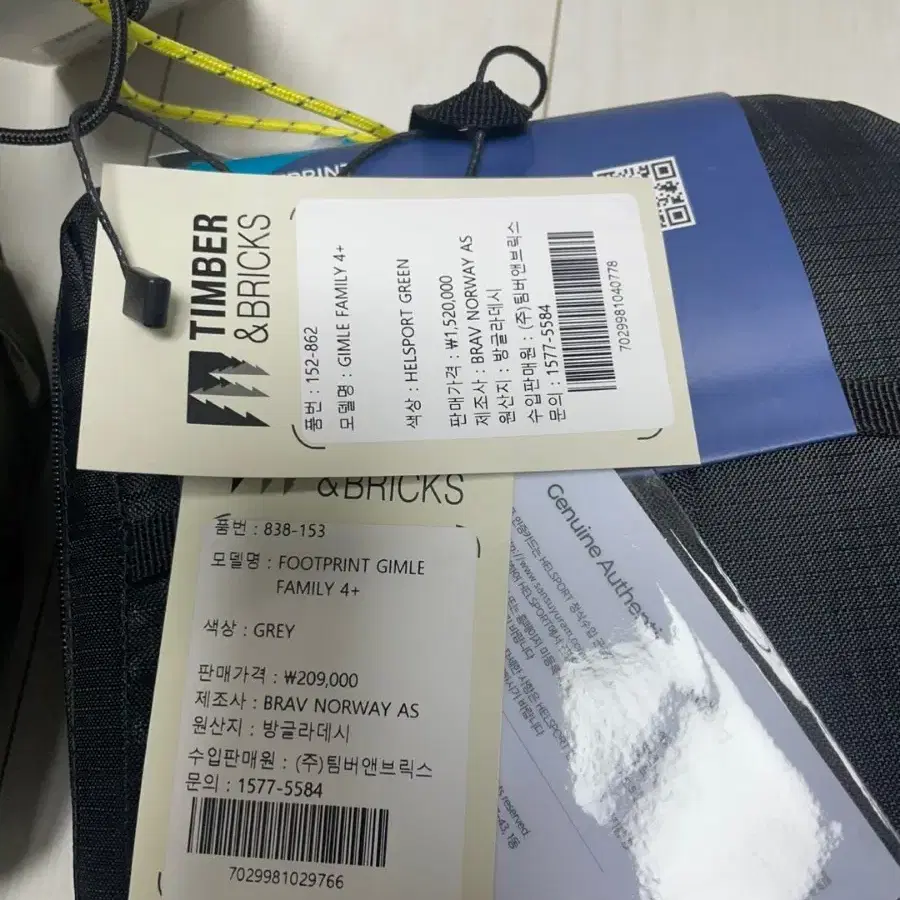 TIMBER
& BRICKS
품번 : 152-862
모델명 : GIMLE FAMILY 4+
색상 : HELSPORT GREEN
판매가격 : ₩1,520,000
제조사 : BRAV NORWAY AS
원산지 : 방글라데시
수입판매원 : (주)팀버앤브릭스
문의 : 1577-5584
7029981040778
& BRICKS
품번 : 838-153
모델명 : FOOTPRINT GIMLE
FAMILY 4+
색상 : GREY
판매가격 : ₩209,000
제조사 : BRAV NORWAY AS
원산지 : 방글라데시
수입판매원 : (주)팀버앤브릭스
문의 : 1577-5584
7029981029766
Genuine
HELSPORT 정식수입